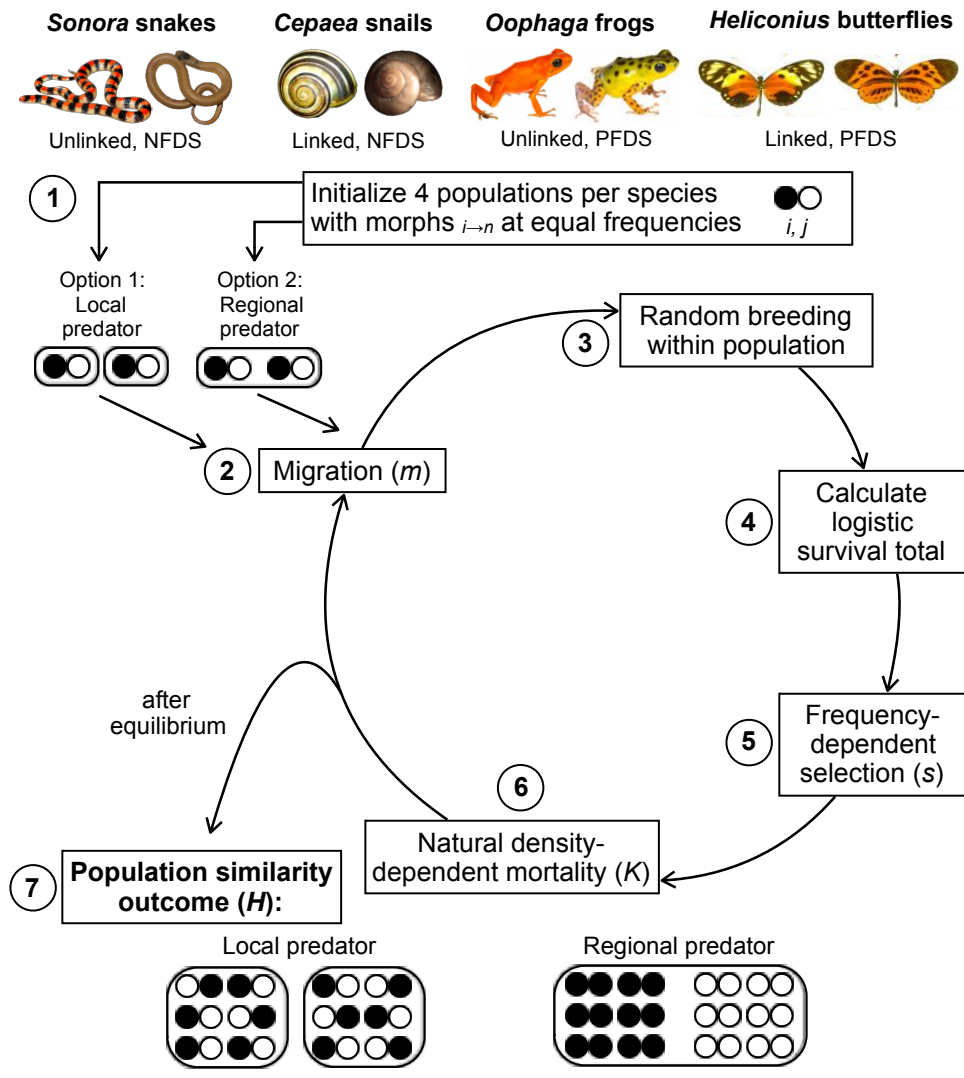 Sonora snakes
Cepaea snails
Oophaga frogs
Heliconius butterflies
Unlinked, NFDS
Linked, NFDS
Unlinked, PFDS
Linked, PFDS
1
Initialize 4 populations per species
with morphs i→n at equal frequencies
i, j
Option 1:
Local
predator
Option 2:
Regional
predator
2
Migration (m)
3
Random breeding
within population
4
Calculate
logistic
survival total
5
Frequency-
dependent
selection (s)
6
Natural density-
dependent mortality (K)
after
equilibrium
7
Population similarity
outcome (H):
Local predator
Regional predator